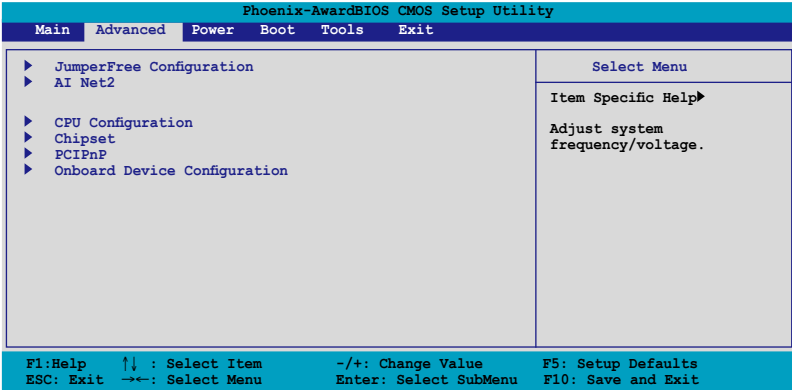 Phoenix-AwardBIOS CMOS Setup Utility
Main Advanced Power Boot Tools Exit
JumperFree Configuration
AI Net2
CPU Configuration
Chipset
PCIPnP
Onboard Device Configuration
Select Menu
Item Specific Help
Adjust system
frequency/voltage.
F1:Help ↑↓ : Select Item -/+: Change Value F5: Setup Defaults
ESC: Exit →←: Select Menu Enter: Select SubMenu F10: Save and Exit